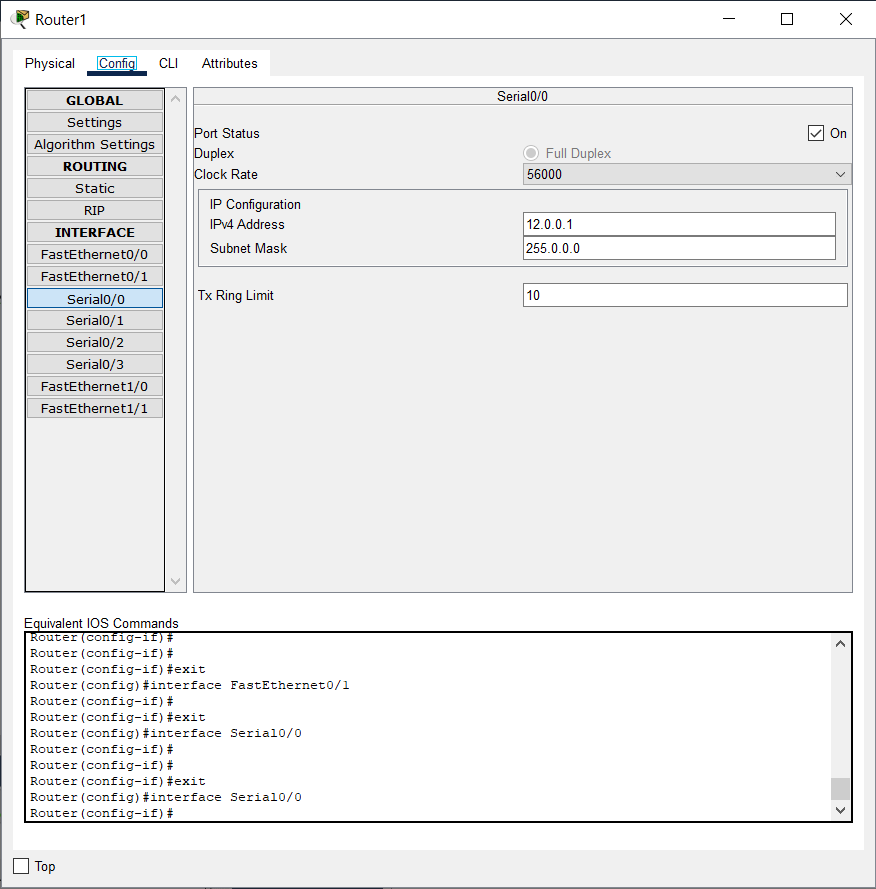 Router1
Physical Config CLI Attributes
GLOBAL
Settings
Algorithm Settings
ROUTING
Static
RIP
INTERFACE
FastEthernet0/0
FastEthernet0/1
Serial0/0
Serial0/1
Serial0/2
Serial0/3
FastEthernet1/0
FastEthernet1/1
Serial0/0
Port Status On
Duplex Full Duplex
Clock Rate 56000
IP Configuration
IPv4 Address 12.0.0.1
Subnet Mask 255.0.0.0
Tx Ring Limit 10
Equivalent IOS Commands
Router(config-if)#
Router(config-if)#
Router(config-if)#exit
Router(config)#interface FastEthernet0/1
Router(config-if)#
Router(config-if)#exit
Router(config)#interface Serial0/0
Router(config-if)#
Router(config-if)#
Router(config-if)#exit
Router(config)#interface Serial0/0
Router(config-if)#
Top